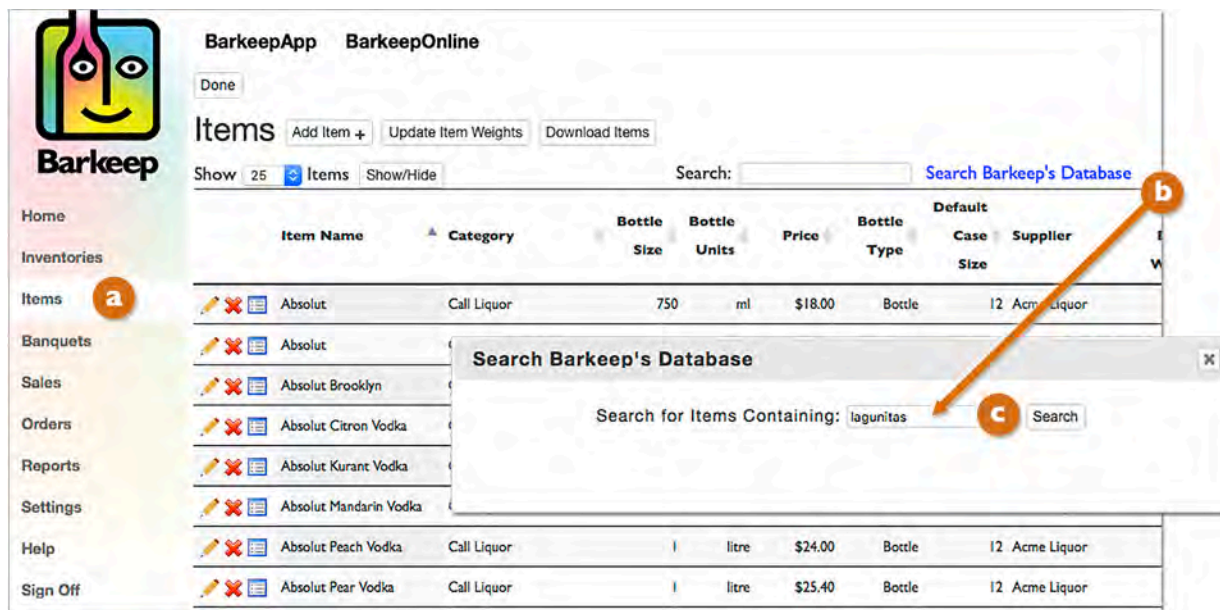 BarkeepApp BarkeepOnline
Done
Items Add Item + Update Item Weights Download Items
Barkeep
Show 25 Items Show/Hide Search: Search Barkeep's Database
b
Home
Inventories
Items a
Banquets
Sales
Orders
Reports
Settings
Help
Sign Off
Item Name Category Bottle Size Bottle Units Price Bottle Type Default Case Size Supplier
Absolut Call Liquor 750 ml $18.00 Bottle 12 Acme Liquor
Absolut
Absolut Brooklyn
Absolut Citron Vodka
Absolut Kurant Vodka
Absolut Mandarin Vodka
Absolut Peach Vodka Call Liquor 1 litre $24.00 Bottle 12 Acme Liquor
Absolut Pear Vodka Call Liquor 1 litre $25.40 Bottle 12 Acme Liquor
Search Barkeep's Database
Search for Items Containing: lagunitas c Search